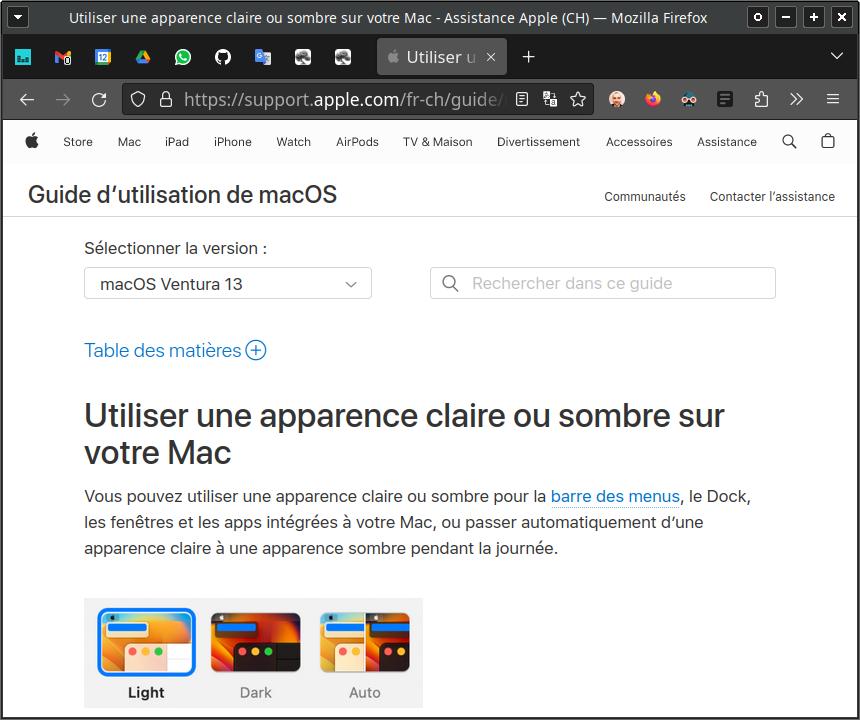 Utiliser une apparence claire ou sombre sur votre Mac - Assistance Apple (CH) — Mozilla Firefox
12
Utiliser u
https://support.apple.com/fr-ch/guide/
Store Mac iPad iPhone Watch AirPods TV & Maison Divertissement Accessoires Assistance
Guide d’utilisation de macOS
Communautés Contacter l’assistance
Sélectionner la version :
macOS Ventura 13
Rechercher dans ce guide
Table des matières
Utiliser une apparence claire ou sombre sur
votre Mac
Vous pouvez utiliser une apparence claire ou sombre pour la barre des menus, le Dock,
les fenêtres et les apps intégrées à votre Mac, ou passer automatiquement d’une
apparence claire à une apparence sombre pendant la journée.
Light Dark Auto